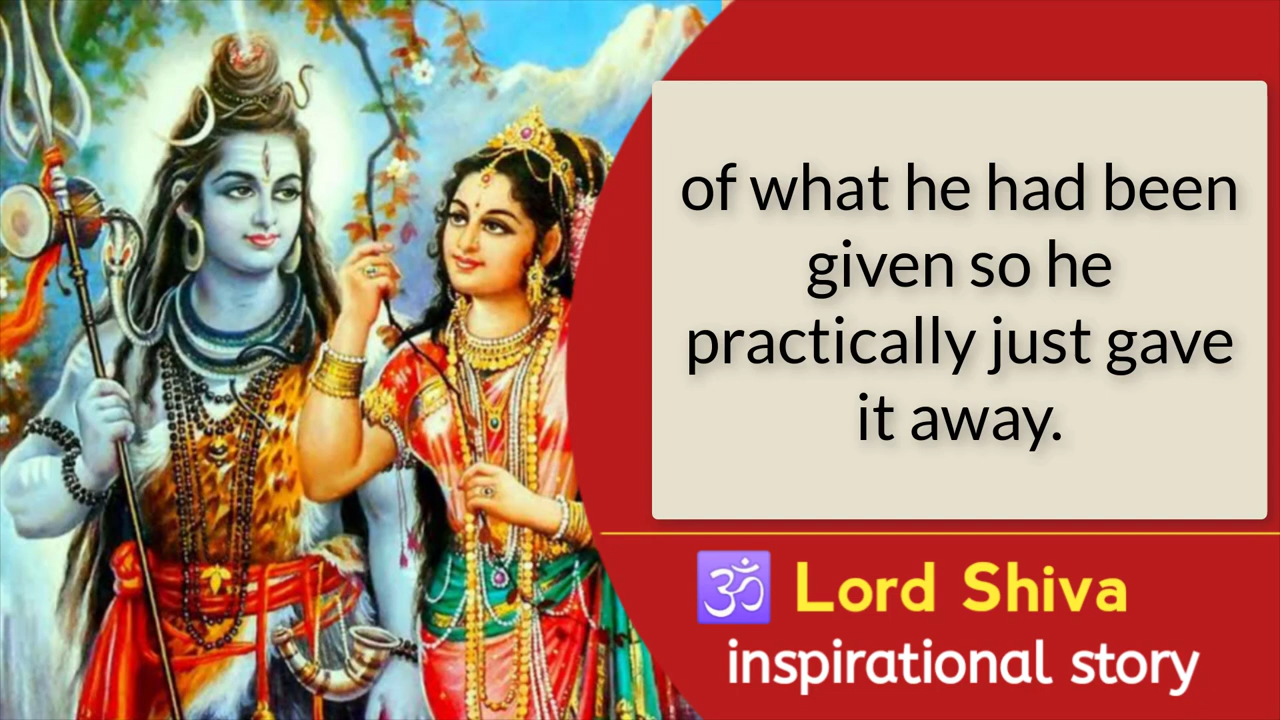 of what he had been
given so he
practically just gave
it away.
🕉 Lord Shiva
inspirational story